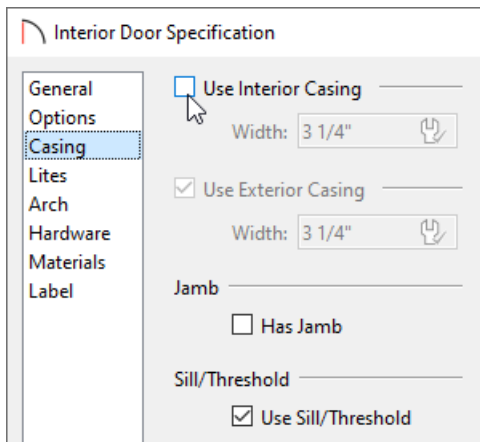 Interior Door Specification
General
Options
Casing
Lites
Arch
Hardware
Materials
Label
Use Interior Casing
Width: 3 1/4"
Use Exterior Casing
Width: 3 1/4"
Jamb
Has Jamb
Sill/Threshold
Use Sill/Threshold